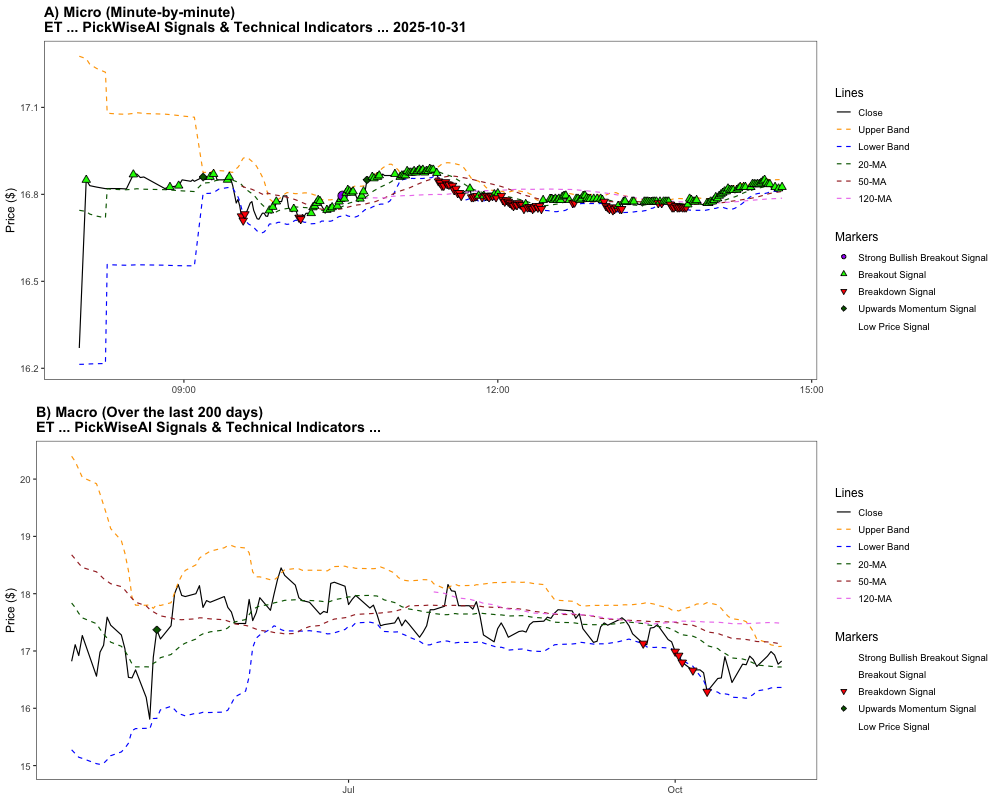 A) Micro (Minute-by-minute)
ET ... PickWiseAI Signals & Technical Indicators ... 2025-10-31
17.1
16.8
16.5
16.2
Price ($)
09:00
12:00
15:00
Lines
Close
Upper Band
Lower Band
20-MA
50-MA
120-MA
Markers
Strong Bullish Breakout Signal
Breakout Signal
Breakdown Signal
Upwards Momentum Signal
Low Price Signal
B) Macro (Over the last 200 days)
ET ... PickWiseAI Signals & Technical Indicators ...
20
19
18
17
16
15
Price ($)
Jul
Oct
Lines
Close
Upper Band
Lower Band
20-MA
50-MA
120-MA
Markers
Strong Bullish Breakout Signal
Breakout Signal
Breakdown Signal
Upwards Momentum Signal
Low Price Signal